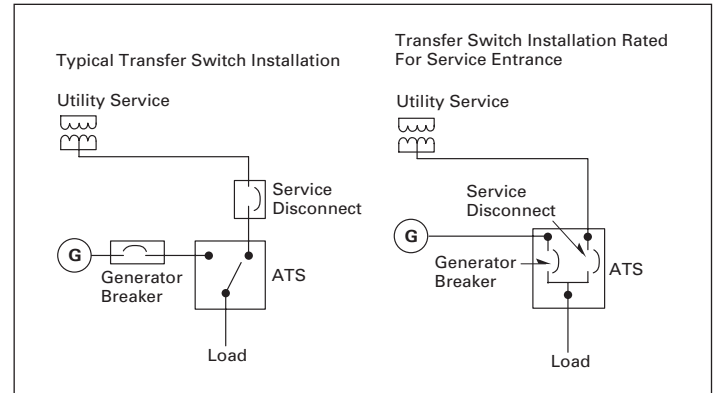 Typical Transfer Switch Installation
Utility Service
Service
Disconnect
G
Generator
Breaker
ATS
Load
Transfer Switch Installation Rated
For Service Entrance
Utility Service
Service
Disconnect
G
Generator
Breaker
ATS
Load